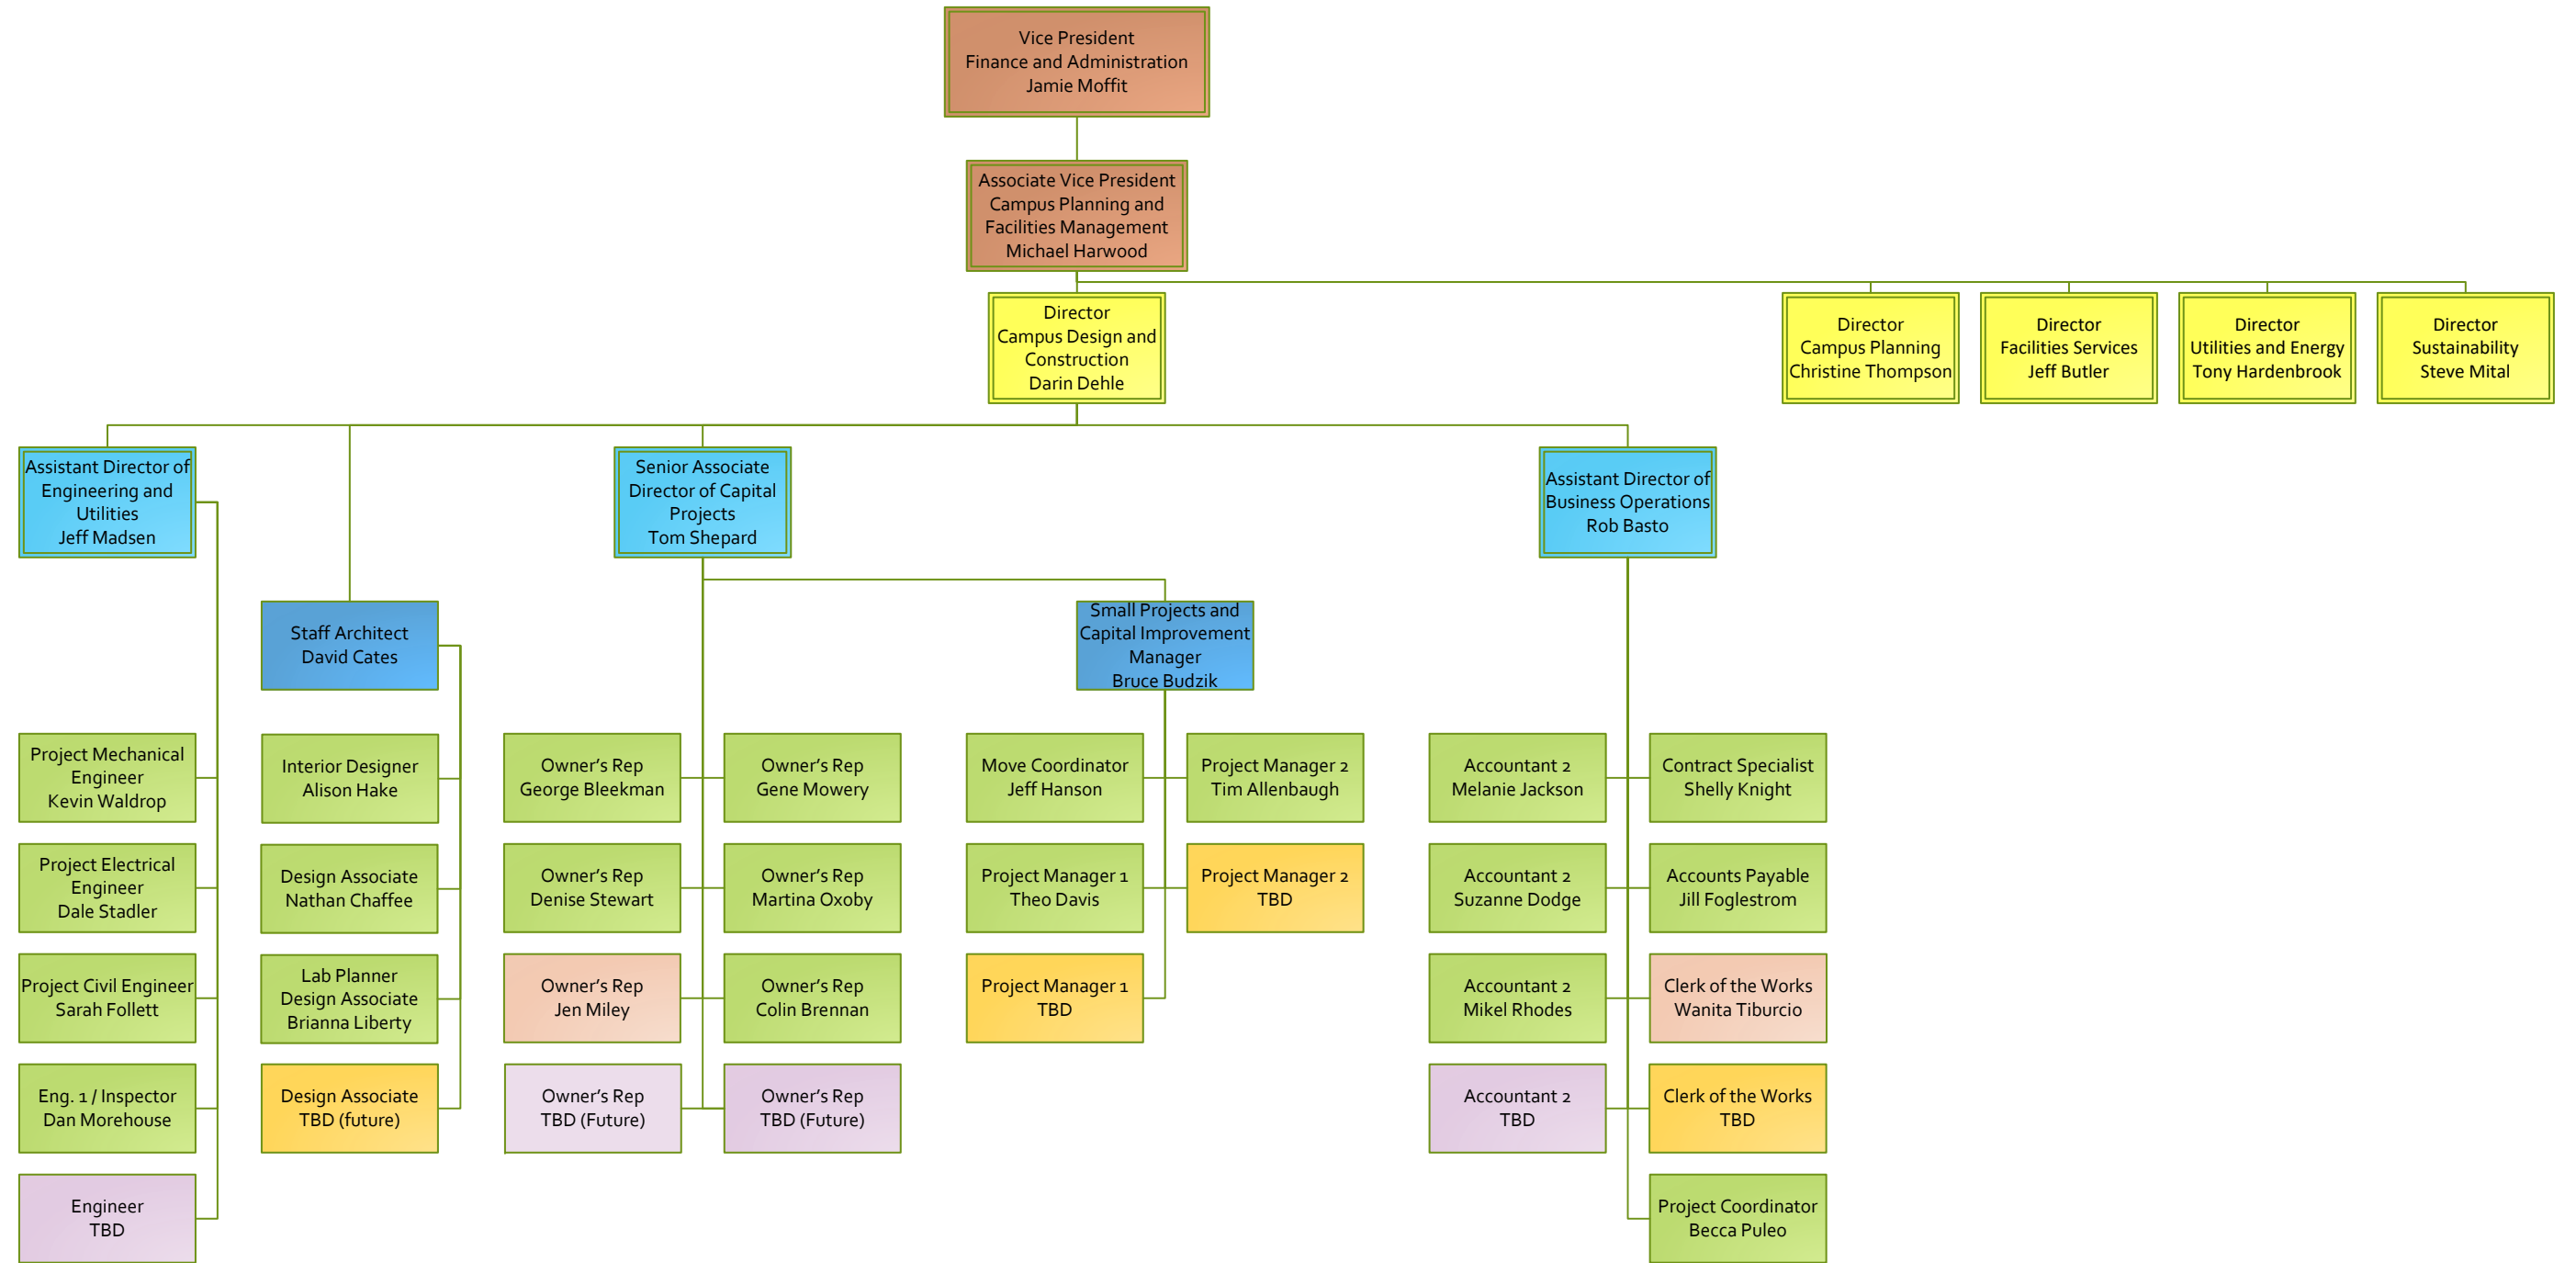 Vice President
Finance and Administration
Jamie Moffit
Associate Vice President
Campus Planning and
Facilities Management
Michael Harwood
Director
Campus Design and
Construction
Darin Dehle
Director
Campus Planning
Christine Thompson
Director
Facilities Services
Jeff Butler
Director
Utilities and Energy
Tony Hardenbrook
Director
Sustainability
Steve Mital
Assistant Director of
Engineering and
Utilities
Jeff Madsen
Senior Associate
Director of Capital
Projects
Tom Shepard
Assistant Director of
Business Operations
Rob Basto
Staff Architect
David Cates
Small Projects and
Capital Improvement
Manager
Bruce Budzik
Project Mechanical
Engineer
Kevin Waldrop
Interior Designer
Alison Hake
Owner's Rep
George Bleekman
Owner's Rep
Gene Mowery
Move Coordinator
Jeff Hanson
Project Manager 2
Tim Allenbaugh
Accountant 2
Melanie Jackson
Contract Specialist
Shelly Knight
Project Electrical
Engineer
Dale Stadler
Design Associate
Nathan Chaffee
Owner's Rep
Denise Stewart
Owner's Rep
Martina Oxoby
Project Manager 1
Theo Davis
Project Manager 2
TBD
Accountant 2
Suzanne Dodge
Accounts Payable
Jill Foglestrom
Project Civil Engineer
Sarah Follett
Lab Planner
Design Associate
Brianna Liberty
Owner's Rep
Jen Miley
Owner's Rep
Colin Brennan
Project Manager 1
TBD
Accountant 2
Mikel Rhodes
Clerk of the Works
Wanita Tiburcio
Eng. 1 / Inspector
Dan Morehouse
Design Associate
TBD (future)
Owner's Rep
TBD (Future)
Owner's Rep
TBD (Future)
Accountant 2
TBD
Clerk of the Works
TBD
Engineer
TBD
Project Coordinator
Becca Puleo